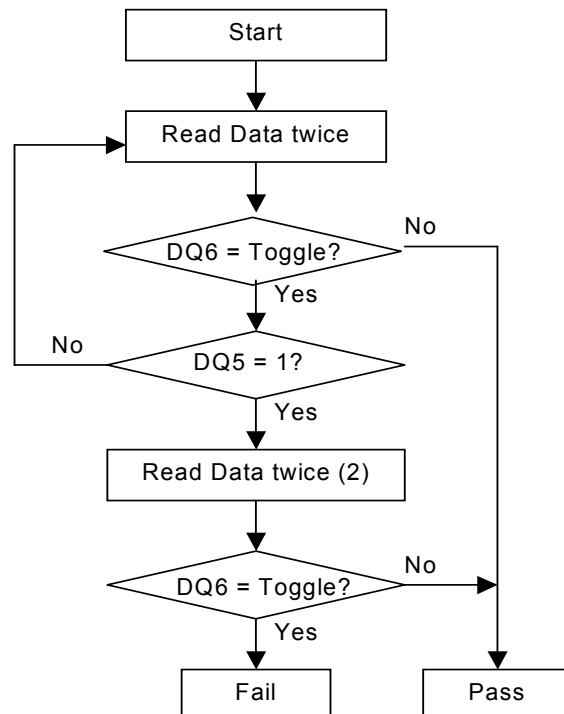 Start
Read Data twice
No
DQ6 = Toggle?
Yes
No
DQ5 = 1?
Yes
Read Data twice (2)
No
DQ6 = Toggle?
Yes
Fail
Pass